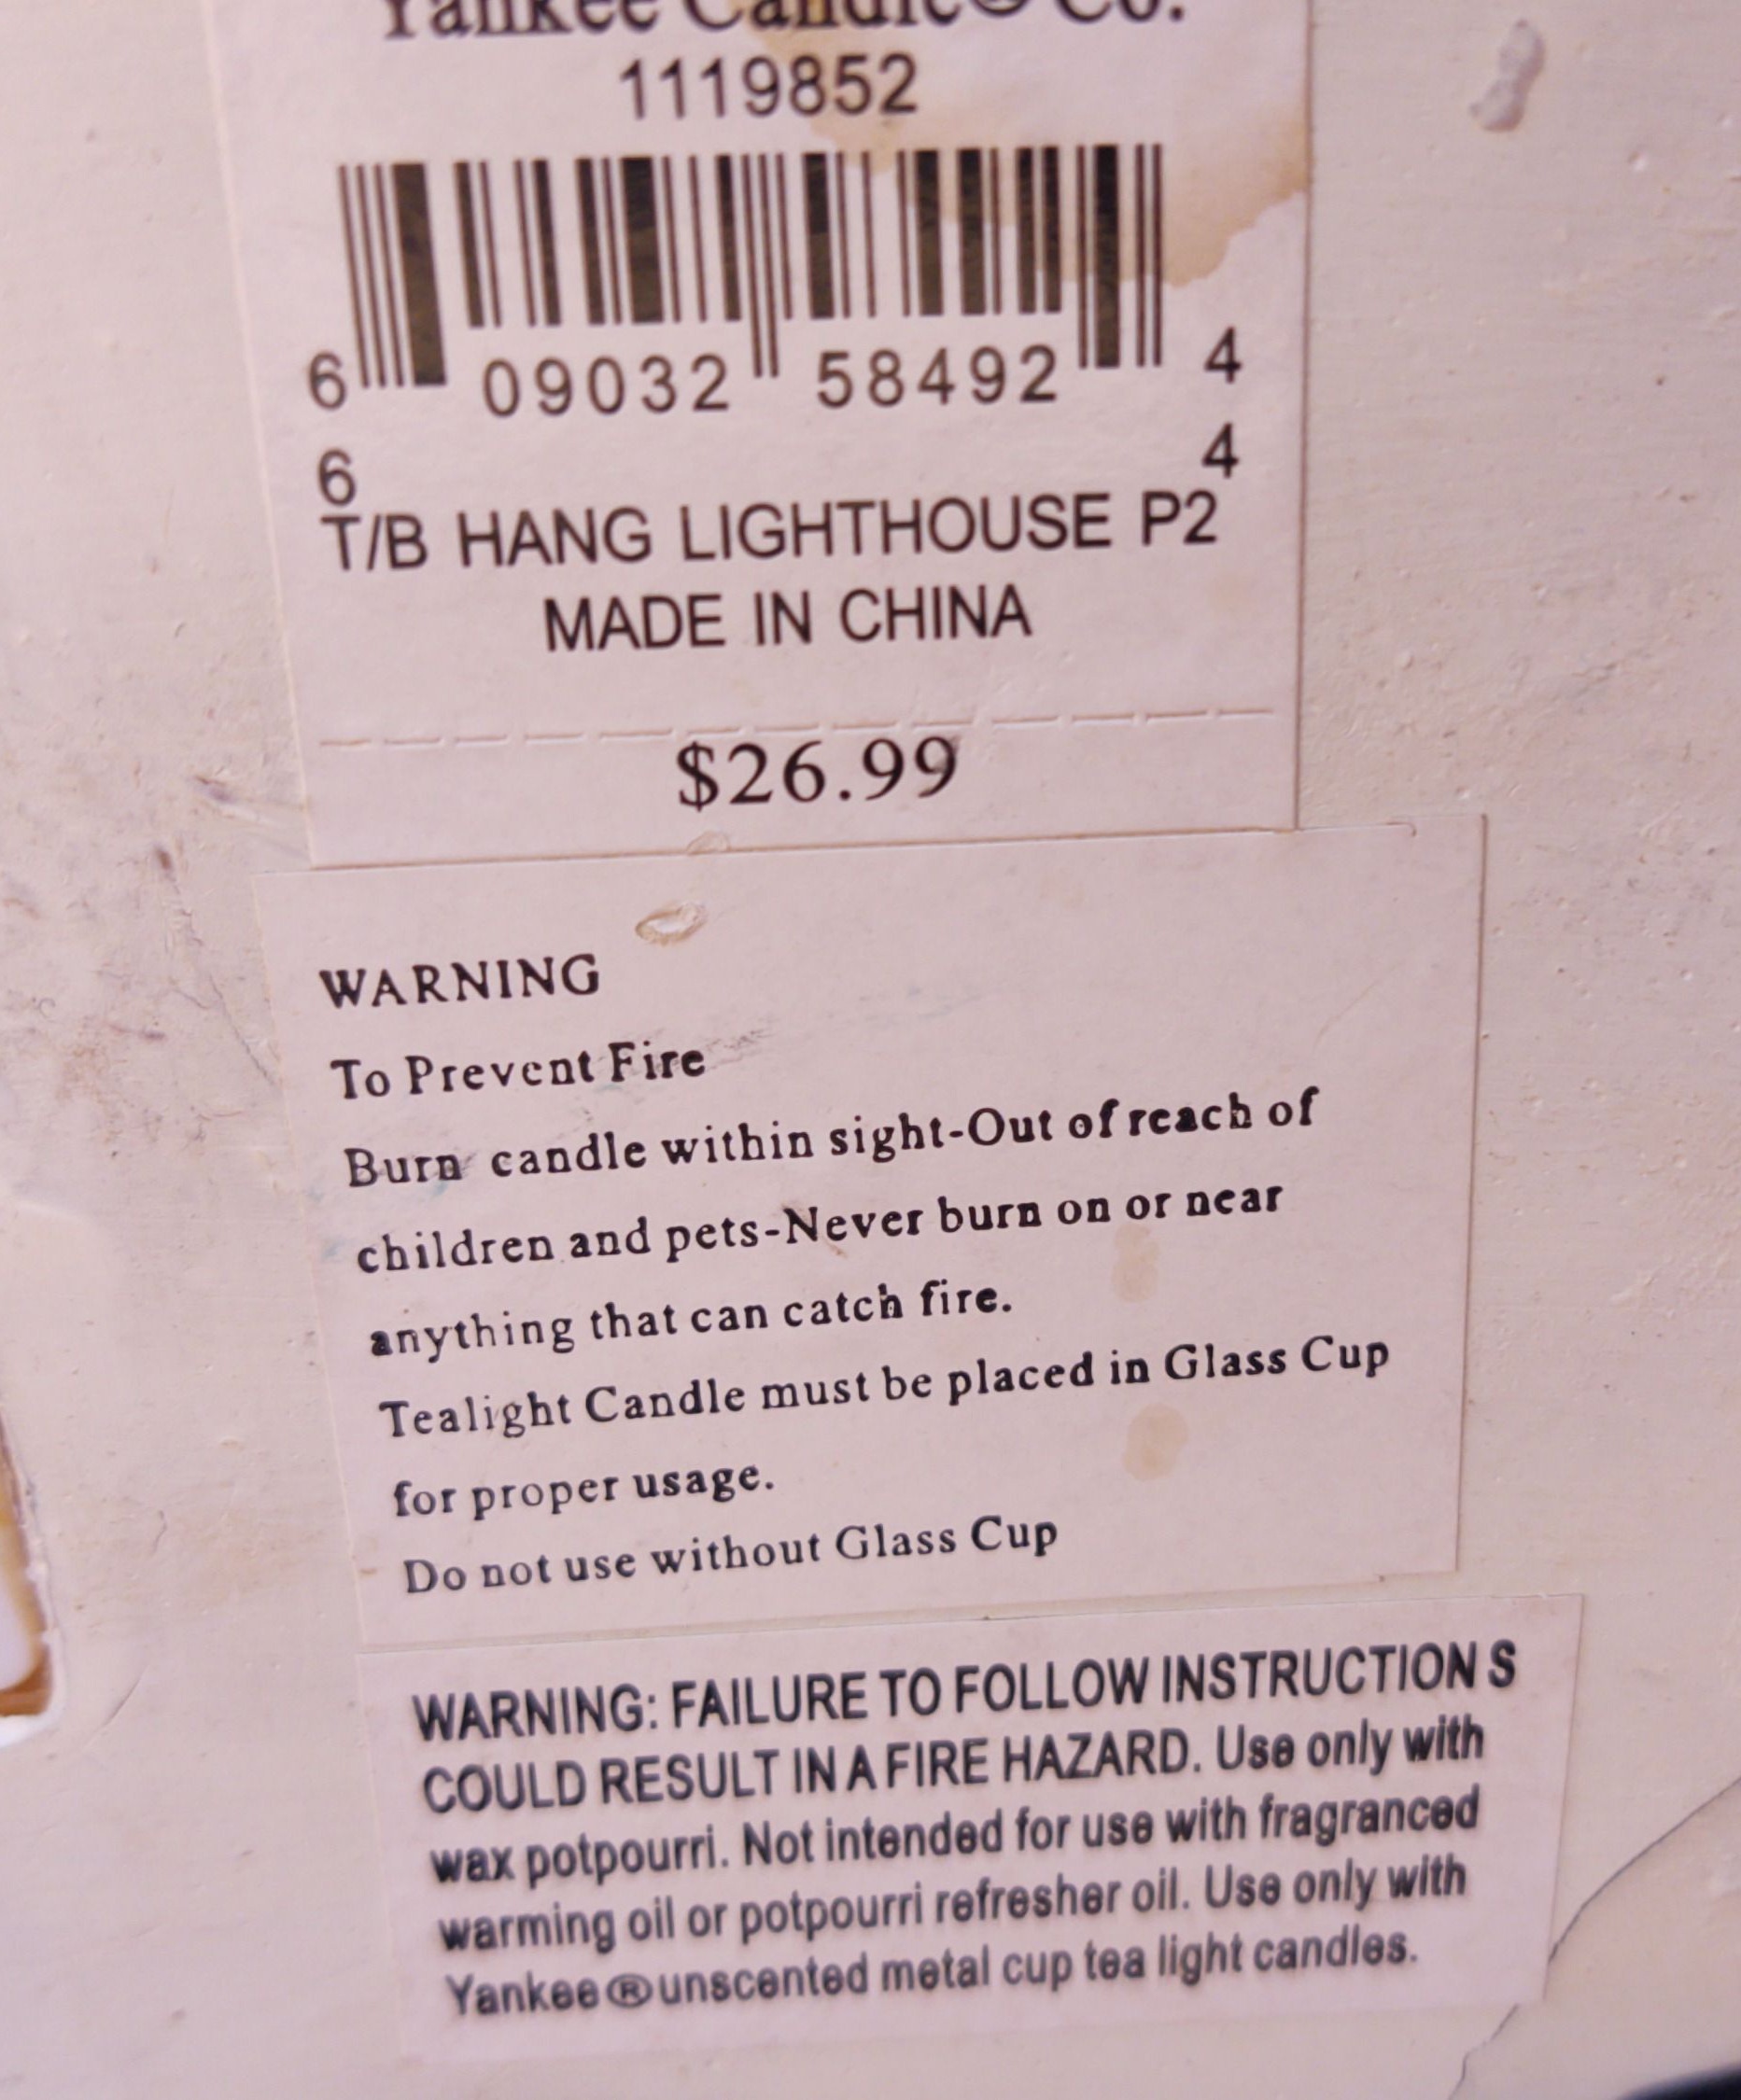 Yankee Candle® Co.
1119852
6 09032 58492 4
6 4
T/B HANG LIGHTHOUSE P2
MADE IN CHINA
$26.99
WARNING
To Prevent Fire
Burn candle within sight-Out of reach of
children and pets-Never burn on or near
anything that can catch fire.
Tealight Candle must be placed in Glass Cup
for proper usage.
Do not use without Glass Cup
WARNING: FAILURE TO FOLLOW INSTRUCTION S
COULD RESULT IN A FIRE HAZARD. Use only with
wax potpourri. Not intended for use with fragranced
warming oil or potpourri refresher oil. Use only with
Yankee®unscented metal cup tea light candles.